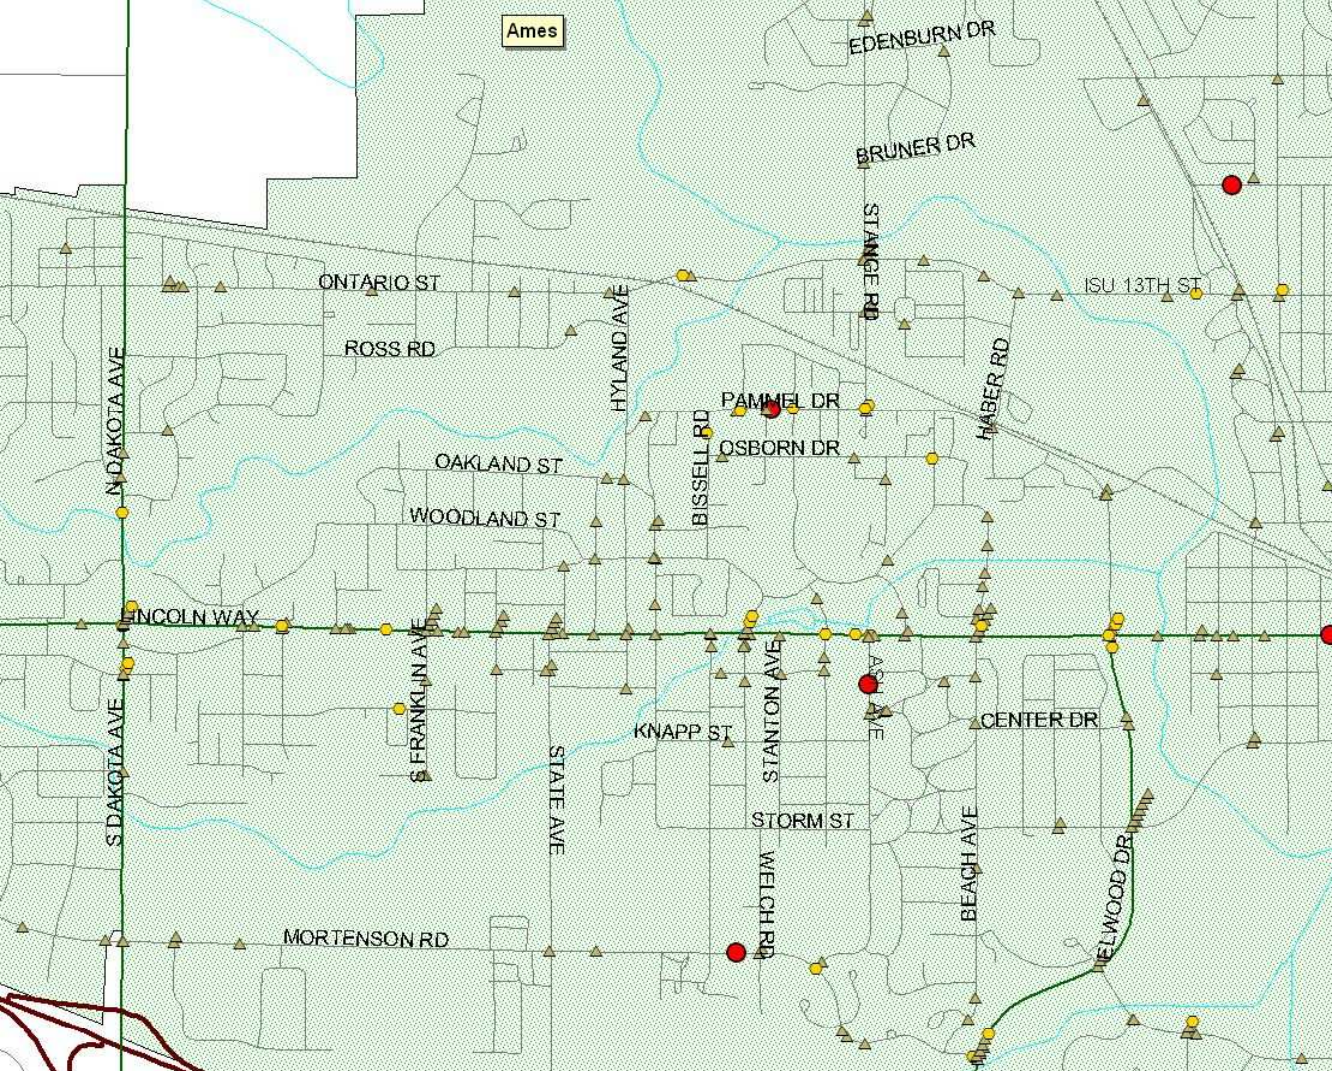 Ames
EDENBURN DR
BRUNER DR
STANGE RD
ONTARIO ST
ISU 13TH ST
HYLAND AVE
ROSS RD
N DAKOTA AVE
HABER RD
PAMMEL DR
BISSELL RD
OSBORN DR
OAKLAND ST
WOODLAND ST
LINCOLN WAY
S FRANKLIN AVE
STANTON AVE
ASH AVE
KNAPP ST
CENTER DR
S DAKOTA AVE
STATE AVE
STORM ST
BEACH AVE
ELWOOD DR
WELCH RD
MORTENSON RD